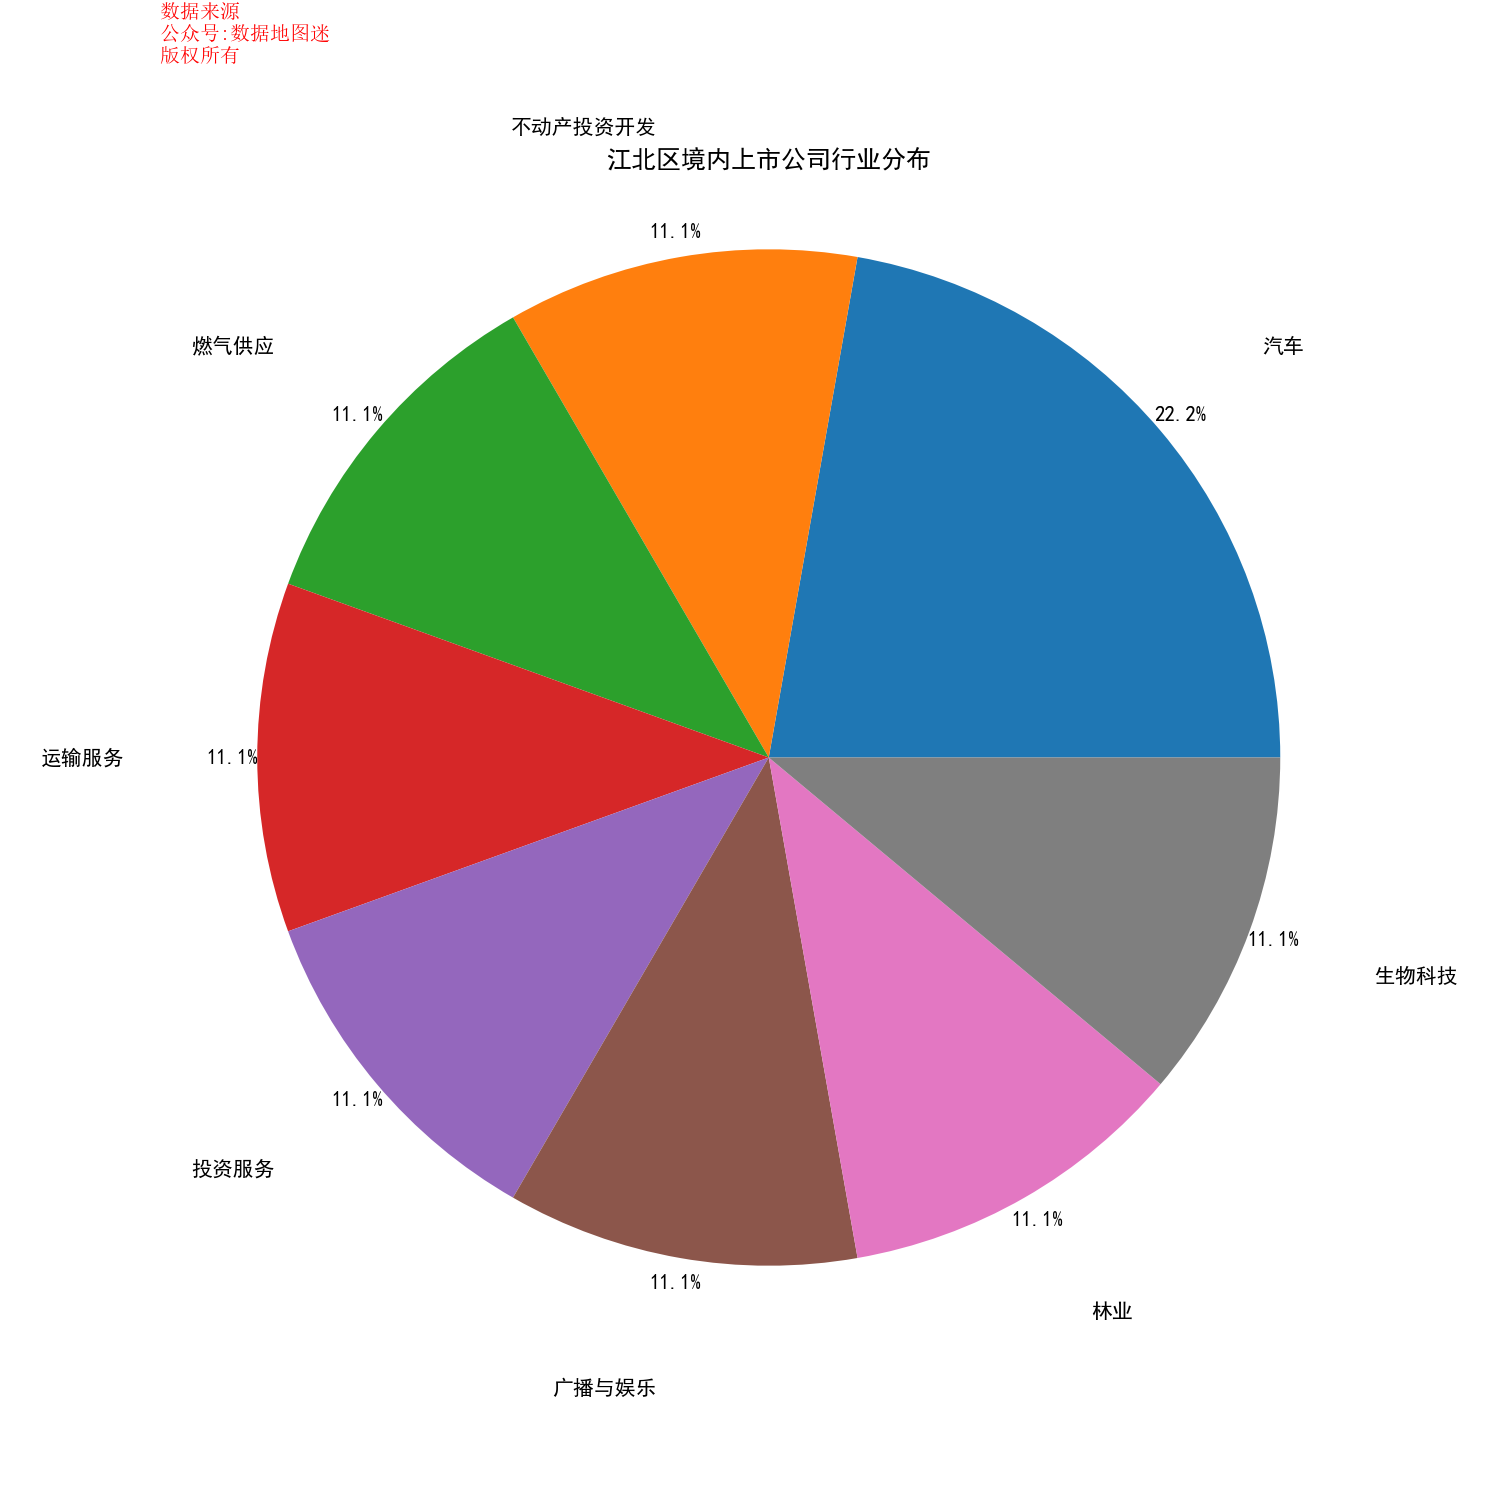 数据来源
公众号:数据地图迷
版权所有
不动产投资开发
江北区境内上市公司行业分布
11.1%
燃气供应
汽车
11.1%
22.2%
运输服务
11.1%
11.1%
生物科技
11.1%
投资服务
11.1%
11.1%
林业
广播与娱乐